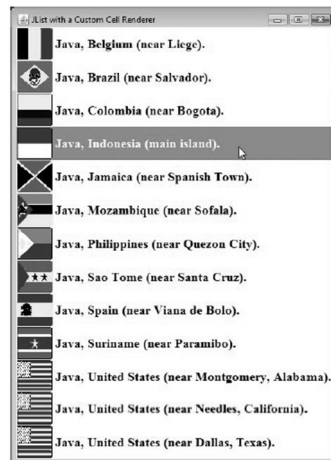 JList with a Custom Cell Renderer
Java, Belgium (near Liege).
Java, Brazil (near Salvador).
Java, Colombia (near Bogota).
Java, Indonesia (main island).
Java, Jamaica (near Spanish Town).
Java, Mozambique (near Sofala).
Java, Philippines (near Quezon City).
Java, Sao Tome (near Santa Cruz).
Java, Spain (near Viana de Bolo).
Java, Suriname (near Paramibo).
Java, United States (near Montgomery, Alabama).
Java, United States (near Needles, California).
Java, United States (near Dallas, Texas).